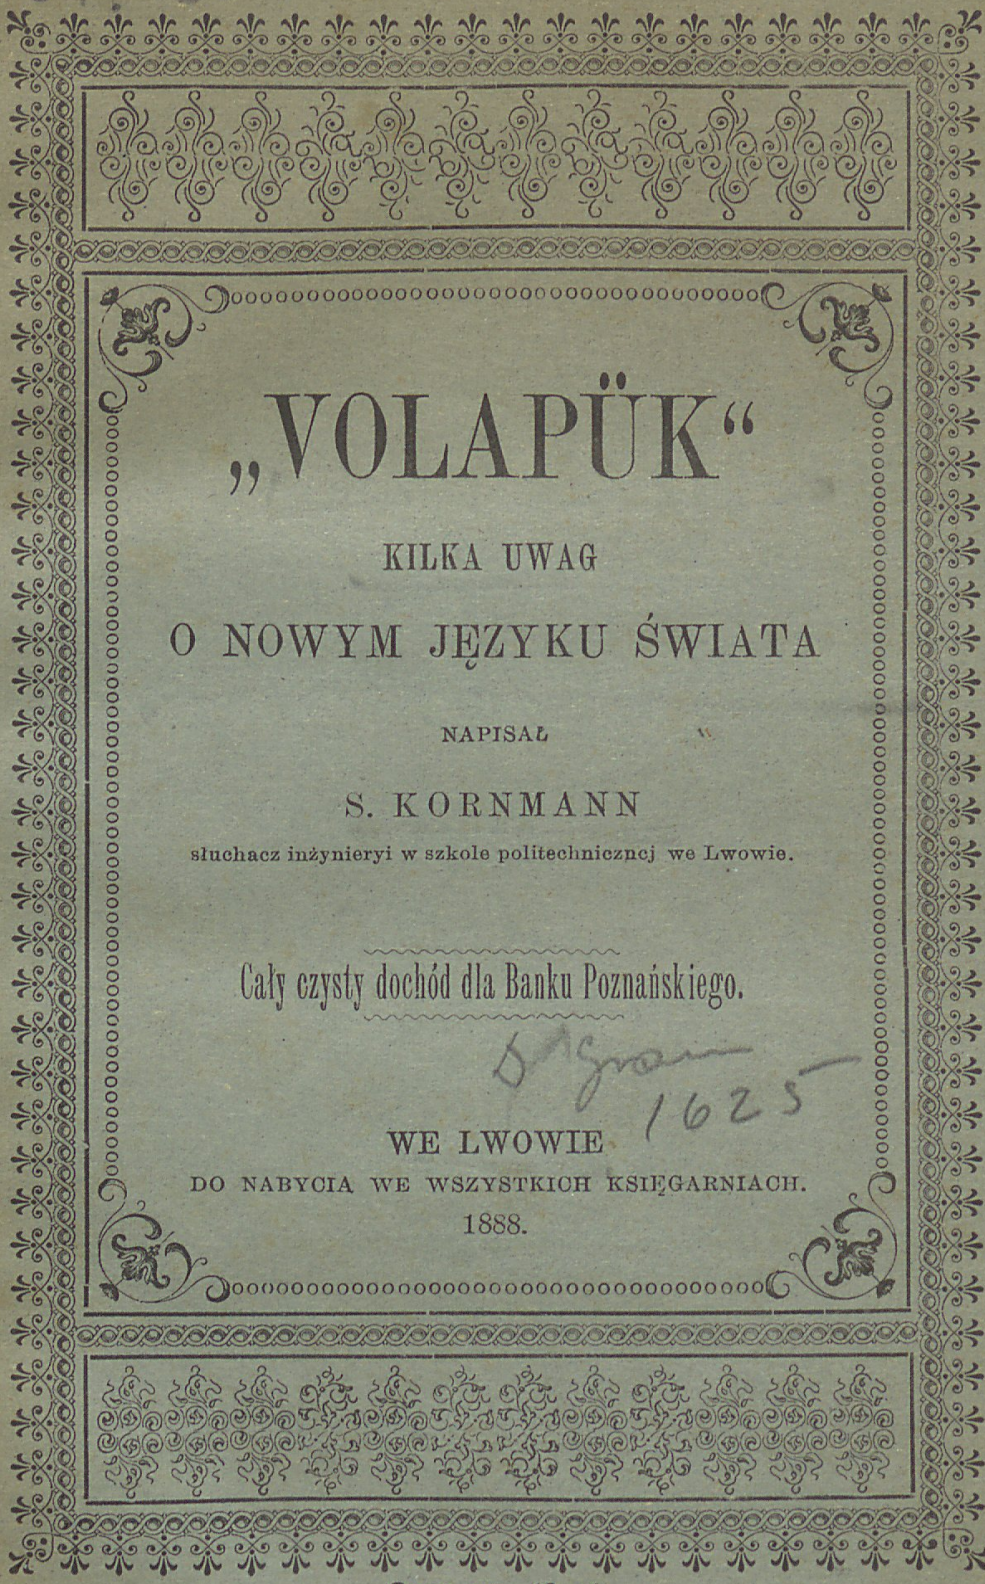 „VOLAPÜK“
KILKA UWAG
O NOWYM JĘZYKU ŚWIATA
NAPISAŁ
S. KORNMANN
słuchacz inżynieryi w szkole politechnicznej we Lwowie.
Cały czysty dochód dla Banku Poznańskiego.
1625
WE LWOWIE
DO NABYCIA WE WSZYSTKICH KSIĘGARNIACH.
1888.